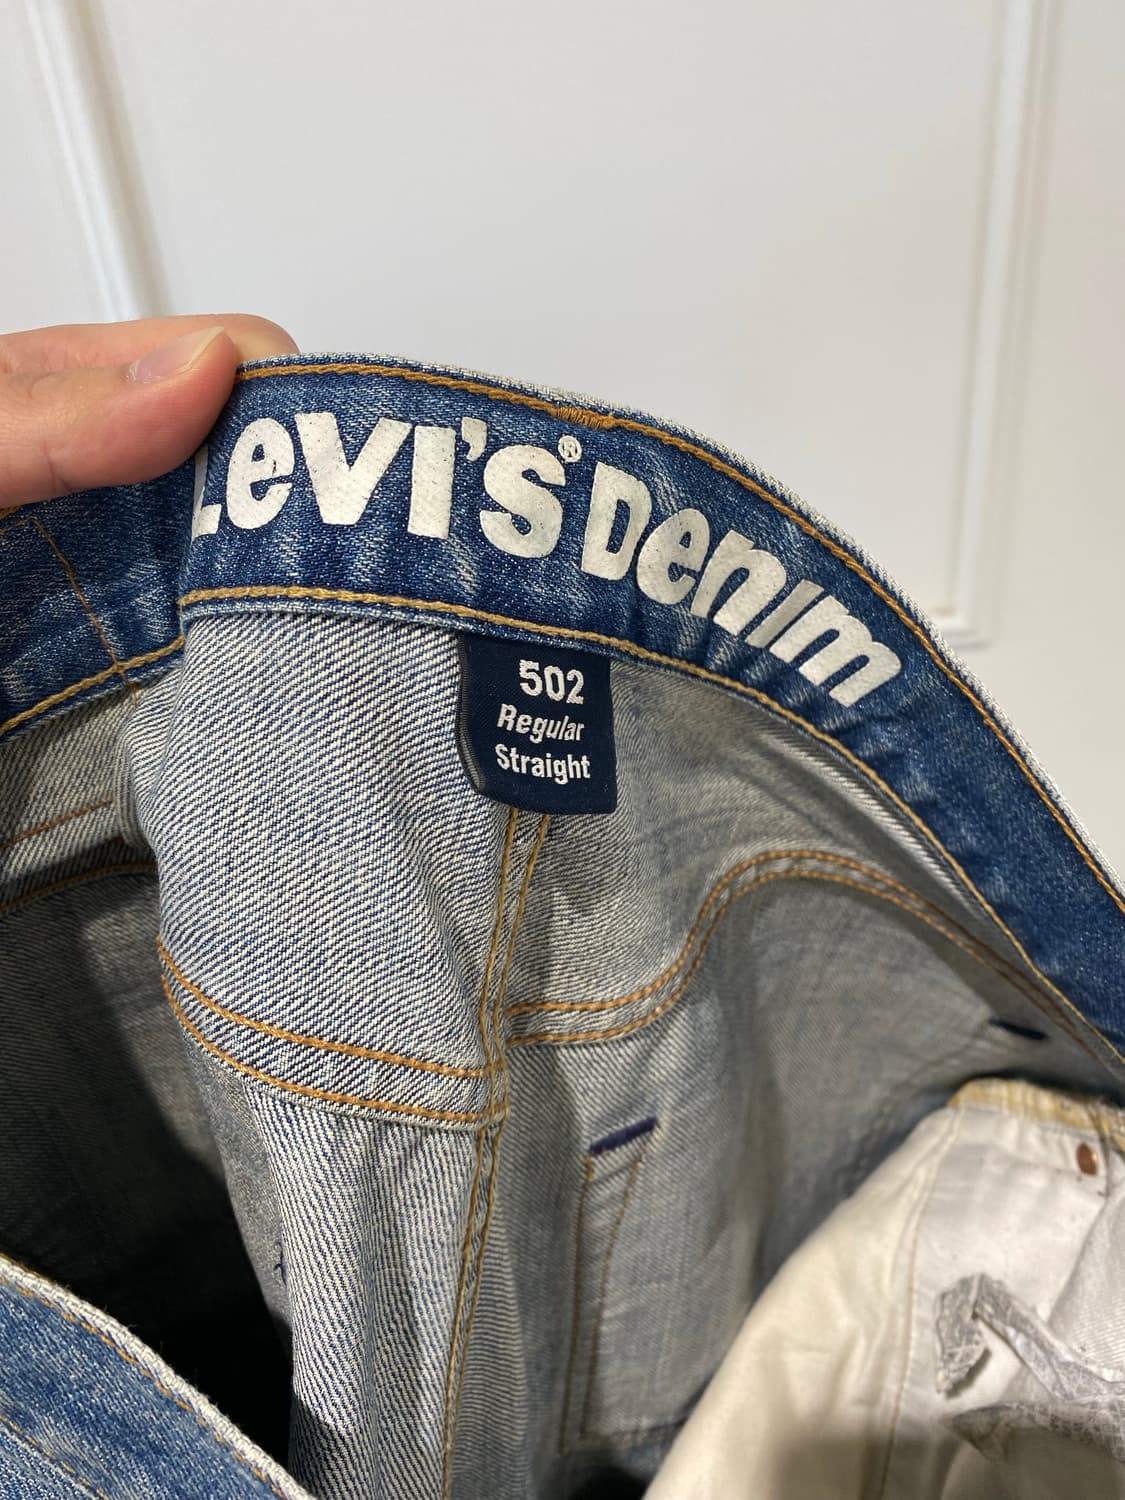 Levi's® Denim
502
Regular
Straight